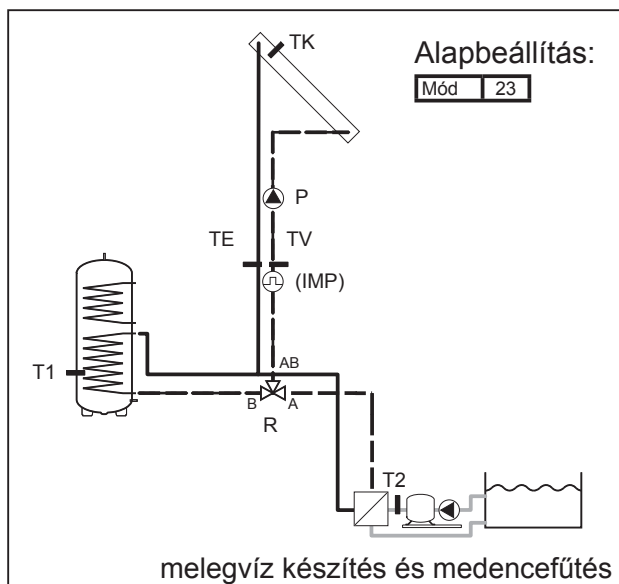 TK
Alapbeállítás:
Mód 23
P
TE TV
(IMP)
T1
AB
B A
R
T2
melegvíz készítés és medencefűtés